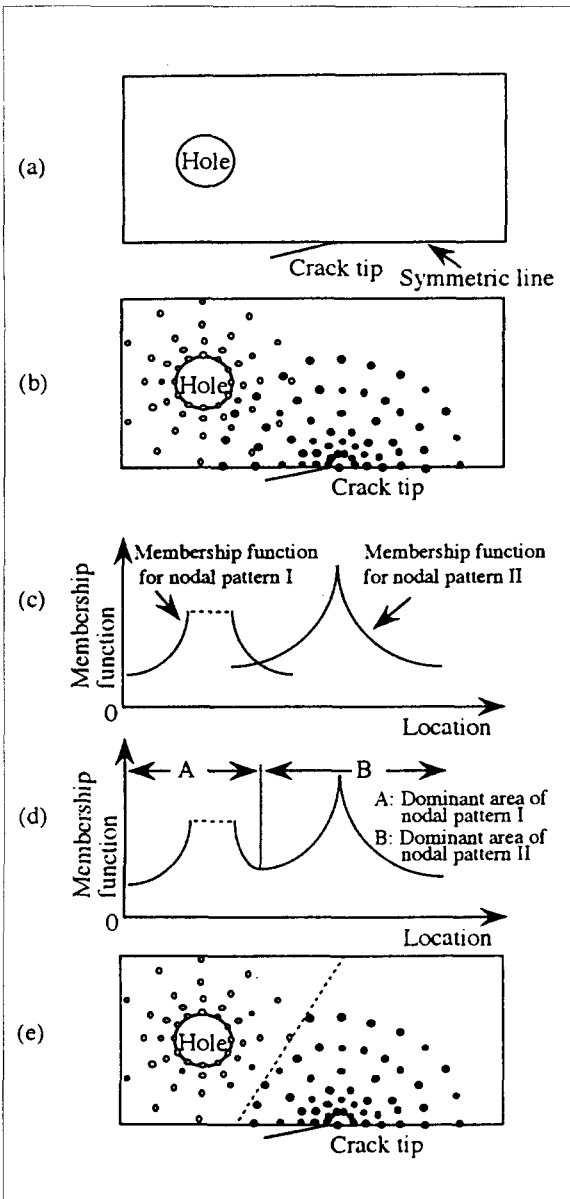 (a)
Hole
Crack tip
Symmetric line
(b)
Hole
Crack tip
(c)
Membership function
for nodal pattern I
Membership function
for nodal pattern II
Membership
function
0
Location
(d)
A
B
Membership
function
A: Dominant area of
nodal pattern I
B: Dominant area of
nodal pattern II
0
Location
(e)
Hole
Crack tip